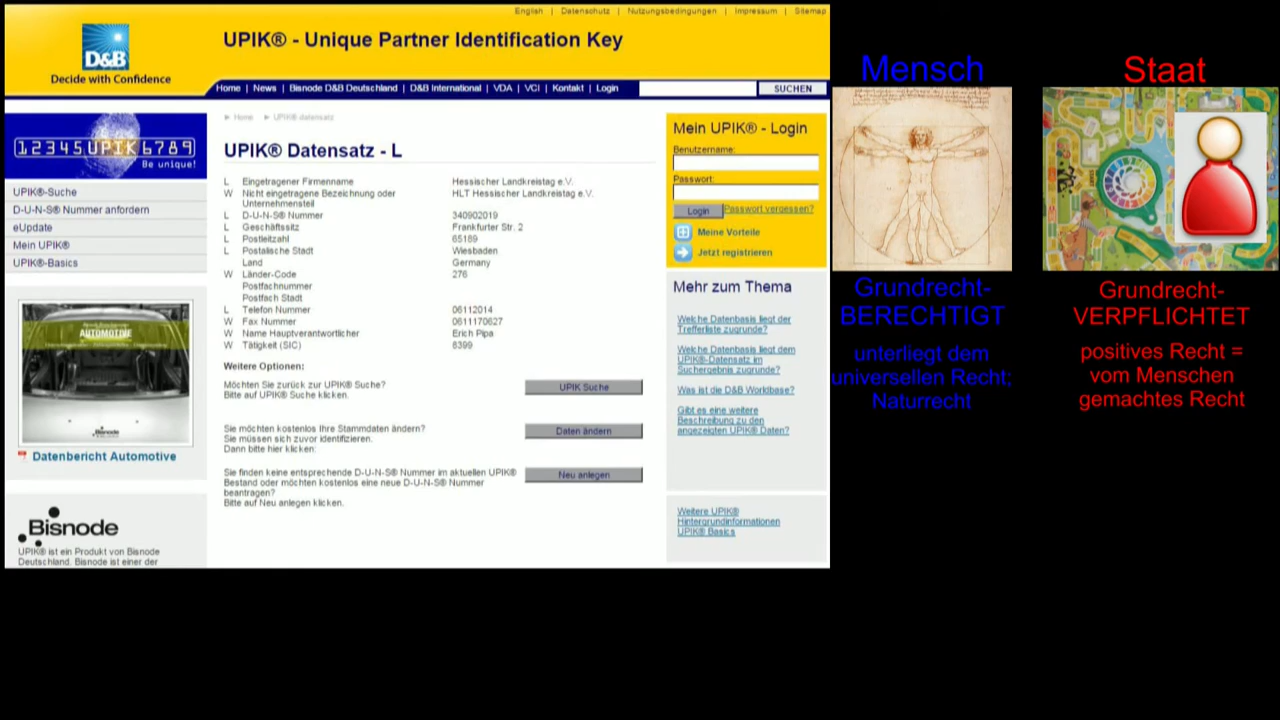 English | Datenschutz | Nutzungsbedingungen | Impressum | Sitemap
D&B
Decide with Confidence
UPIK® - Unique Partner Identification Key
Home | News | Bisnode D&B Deutschland | D&B International | VDA | VCI | Kontakt | Login
SUCHEN
12345 UPIK 6789
Be unique!
UPIK®-Suche
D-U-N-S® Nummer anfordern
eUpdate
Mein UPIK®
UPIK®-Basics
AUTOMOTIVE
Bisnode
Datenbericht Automotive
Bisnode
UPIK® ist ein Produkt von Bisnode
Deutschland. Bisnode ist einer der
Home UPIK® datensatz
UPIK® Datensatz - L
L Eingetragener Firmenname Hessischer Landkreistag e.V.
W Nicht eingetragene Bezeichnung oder HLT Hessischer Landkreistag e.V.
Unternehmensteil
L D-U-N-S® Nummer 340902019
L Geschäftssitz Frankfurter Str. 2
L Postleitzahl 65189
L Postalische Stadt Wiesbaden
Land Germany
W Länder-Code 276
Postfachnummer
Postfach Stadt
L Telefon Nummer 06112014
W Fax Nummer 0611170627
W Name Hauptverantwortlicher Erich Pipa
W Tätigkeit (SIC) 8399
Weitere Optionen:
Möchten Sie zurück zur UPIK® Suche?
Bitte auf UPIK® Suche klicken.
UPIK Suche
Sie möchten kostenlos Ihre Stammdaten ändern?
Sie müssen sich zuvor identifizieren.
Dann bitte hier klicken:
Daten ändern
Sie finden keine entsprechende D-U-N-S® Nummer im aktuellen UPIK®
Bestand oder möchten kostenlos eine neue D-U-N-S® Nummer
beantragen?
Bitte auf Neu anlegen klicken.
Neu anlegen
Mein UPIK® - Login
Benutzername:
Passwort:
Login Passwort vergessen?
Meine Vorteile
Jetzt registrieren
Mehr zum Thema
Welche Datenbasis liegt der
Trefferliste zugrunde?
Welche Datenbasis liegt dem
UPIK®-Datensatz im
Suchergebnis zugrunde?
Was ist die D&B Worldbase?
Gibt es eine weitere
Beschreibung zu den
angezeigten UPIK® Daten?
Weitere UPIK®
Hintergrundinformationen
UPIK® Basics
Mensch
Grundrecht-
BERECHTIGT
unterliegt dem
universellen Recht;
Naturrecht
Staat
Grundrecht-
VERPFLICHTET
positives Recht =
vom Menschen
gemachtes Recht